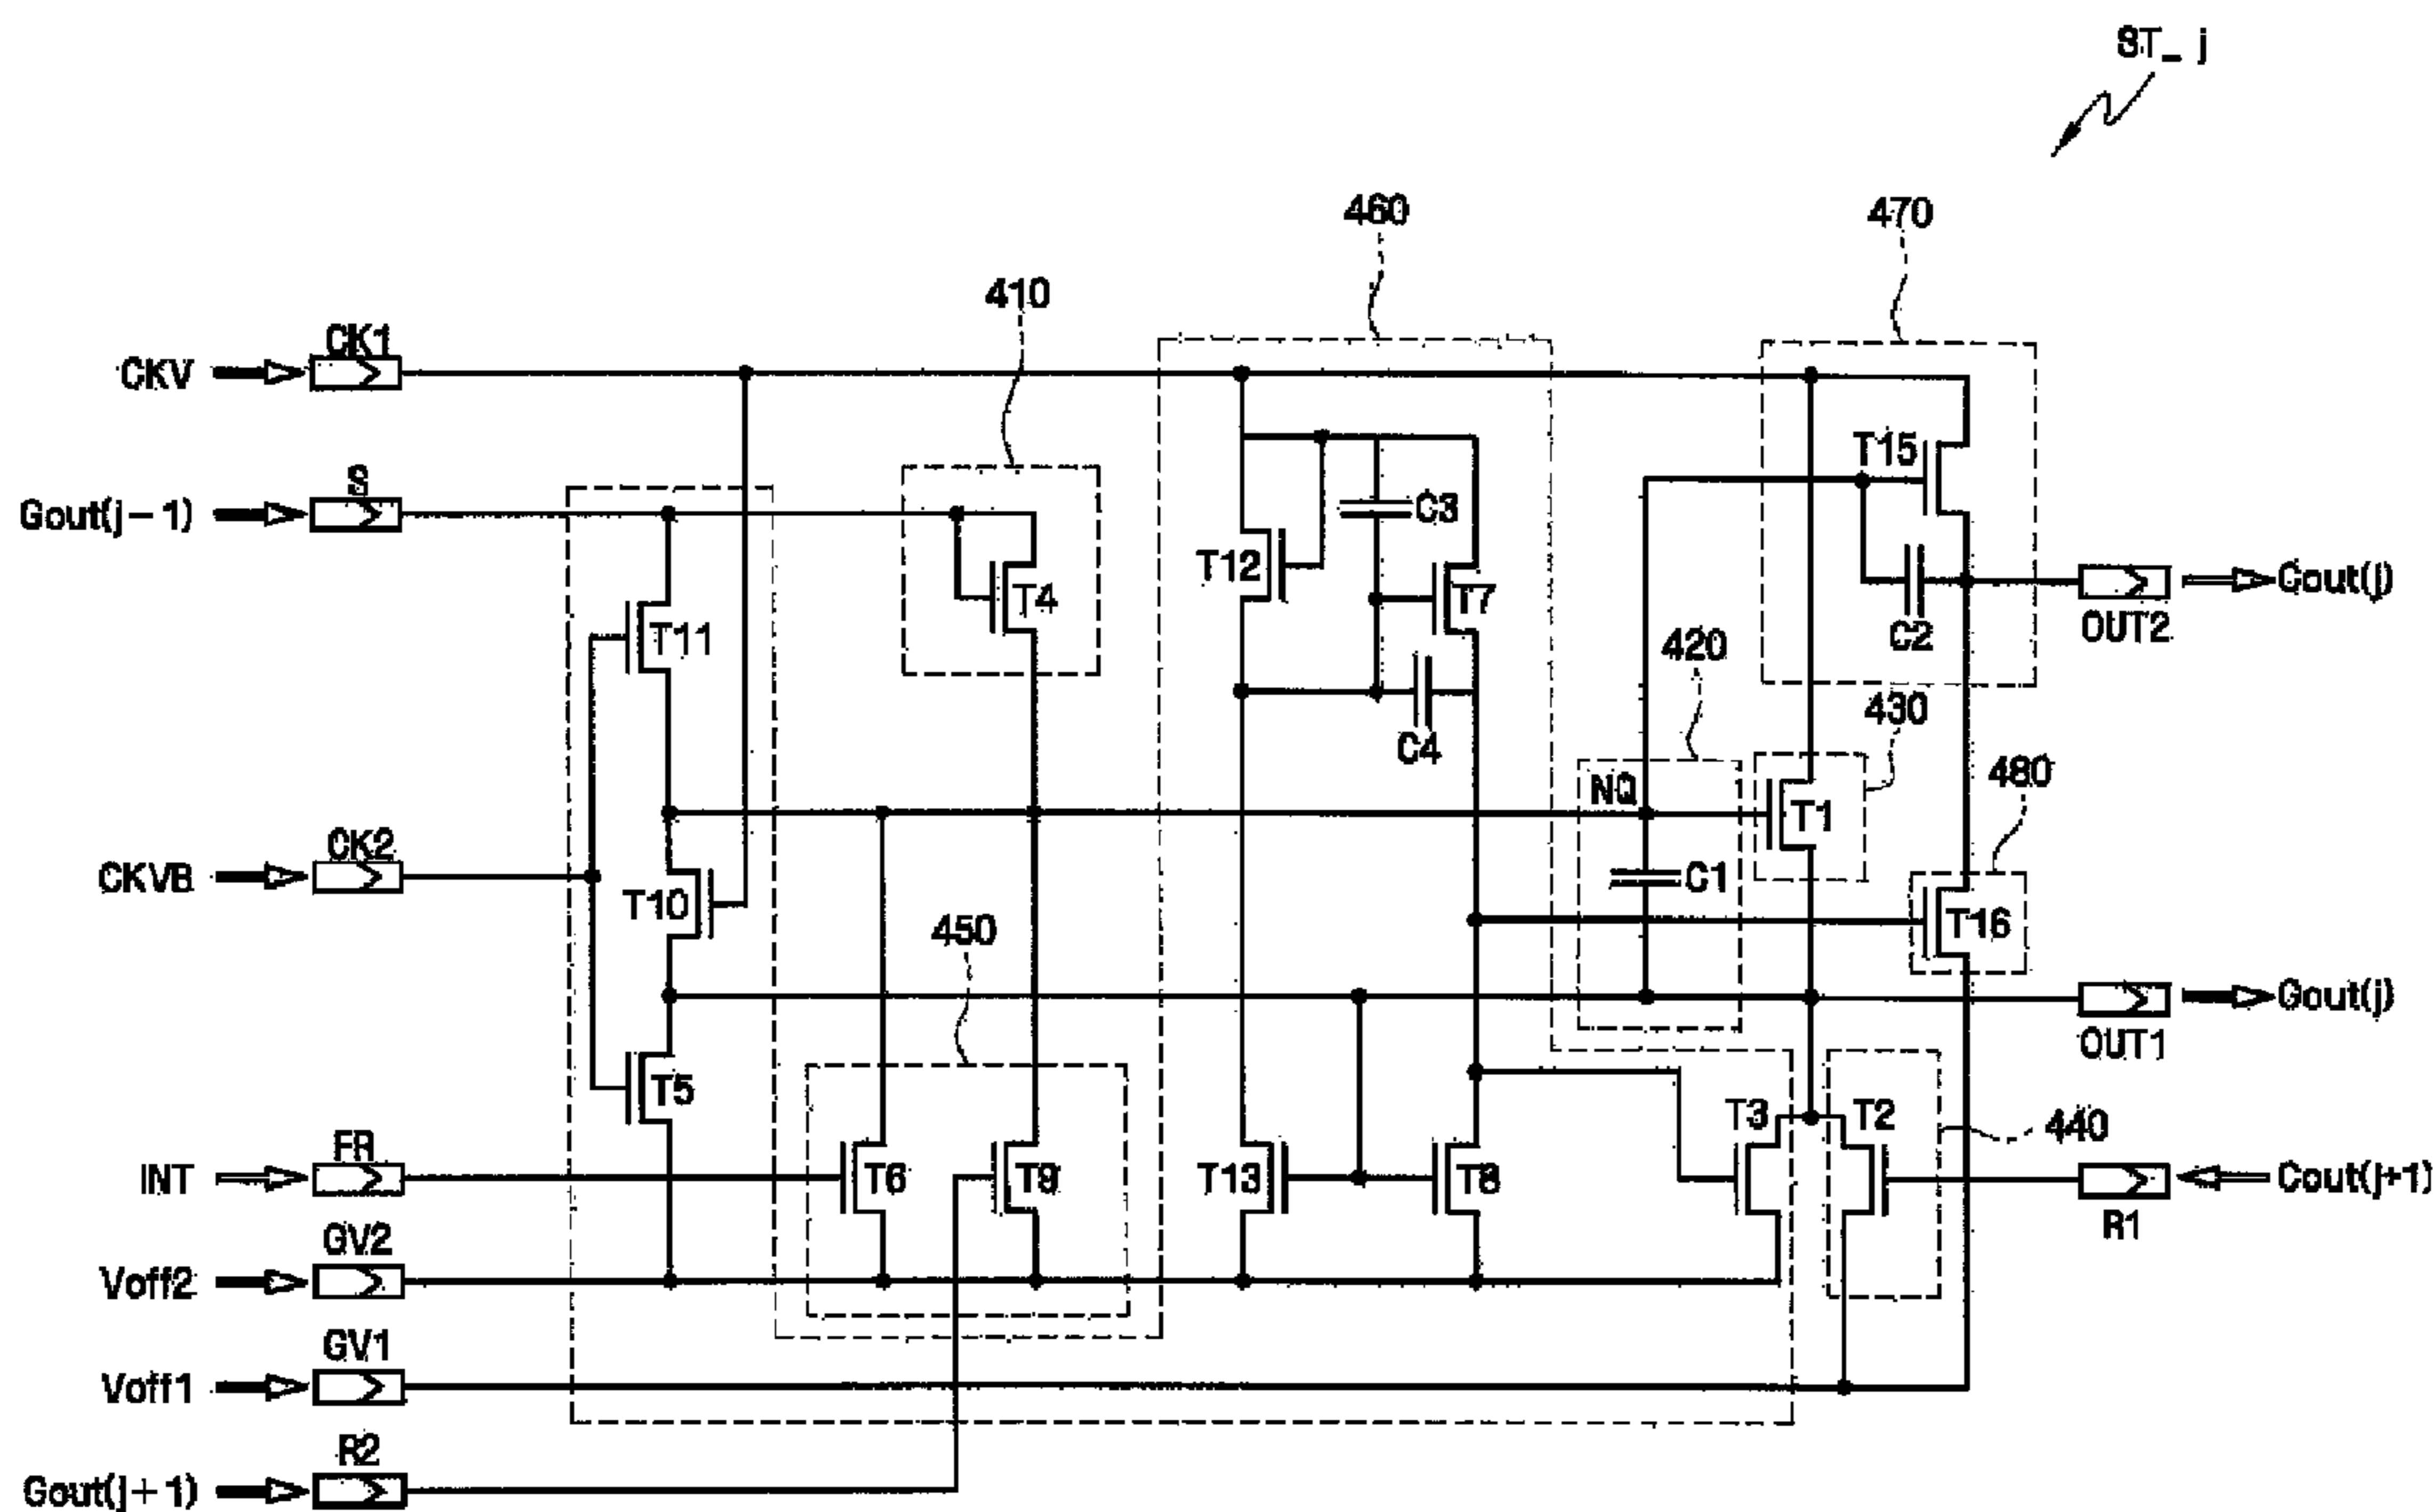 ST_ j
460
470
410
CKV
CK1
T15
Gout(j-1)
S
C3
T12
T4
T7
Cout(j)
OUT2
C2
T11
420
430
C4
480
NQ
T1
CKVB
CK2
C1
T10
T16
450
Gout(j)
OUT1
T5
T3
T2
440
INT
FR
T6
T9
T13
T8
Cout(j+1)
R1
GV2
Voff2
GV1
Voff1
R2
Gout(j+1)